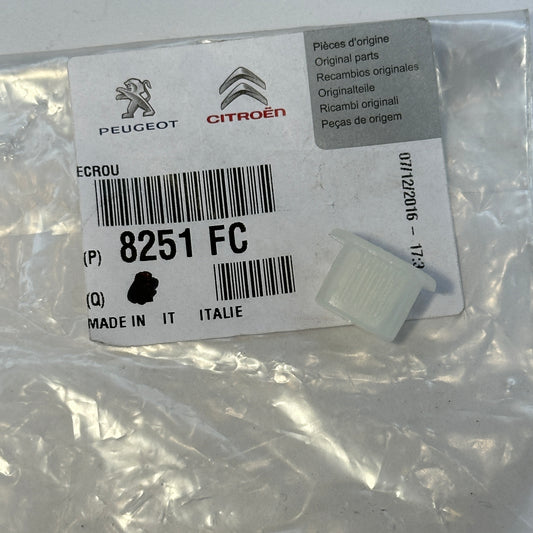 PEUGEOT
CITROËN
Pièces d'origine
Original parts
Recambios originales
Originalteile
Ricambi originali
Peças de origem
ECROU
(P) 8251 FC
(Q)
MADE IN IT ITALIE
07/12/2016 - 17:3